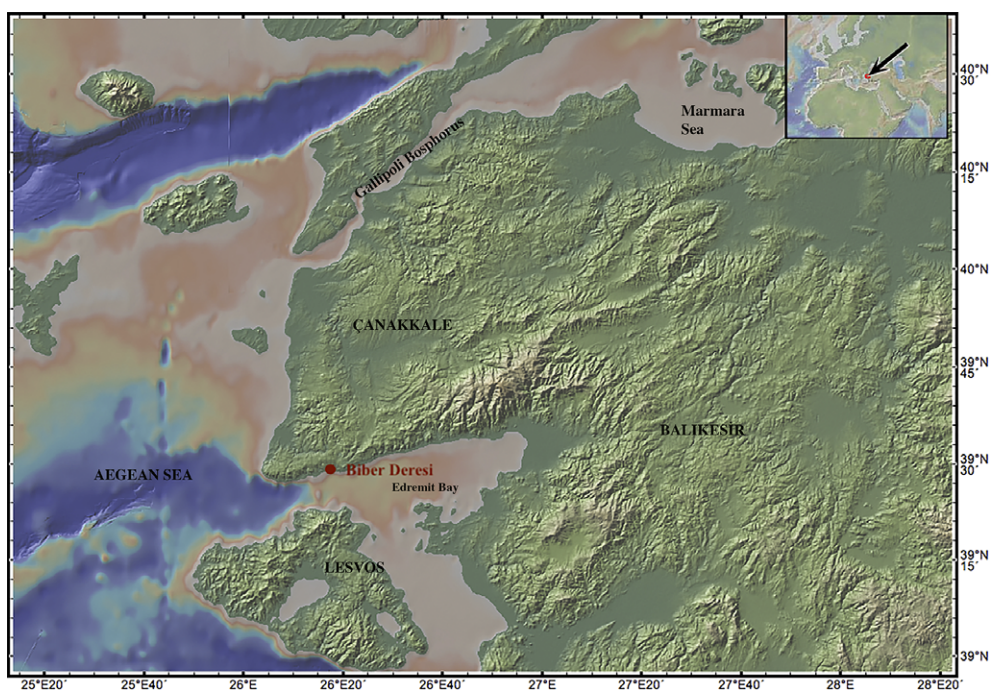 40°N
30'
Marmara
Sea
Gallipoli Bosphorus
40°N
15'
40°N
ÇANAKKALE
39°N
45'
BALIKESİR
39°N
30'
Biber Deresi
AEGEAN SEA
Edremit Bay
39°N
15'
LESVOS
39°N
25°E20' 25°E40' 26°E 26°E20' 26°E40' 27°E 27°E20' 27°E40' 28°E 28°E20'